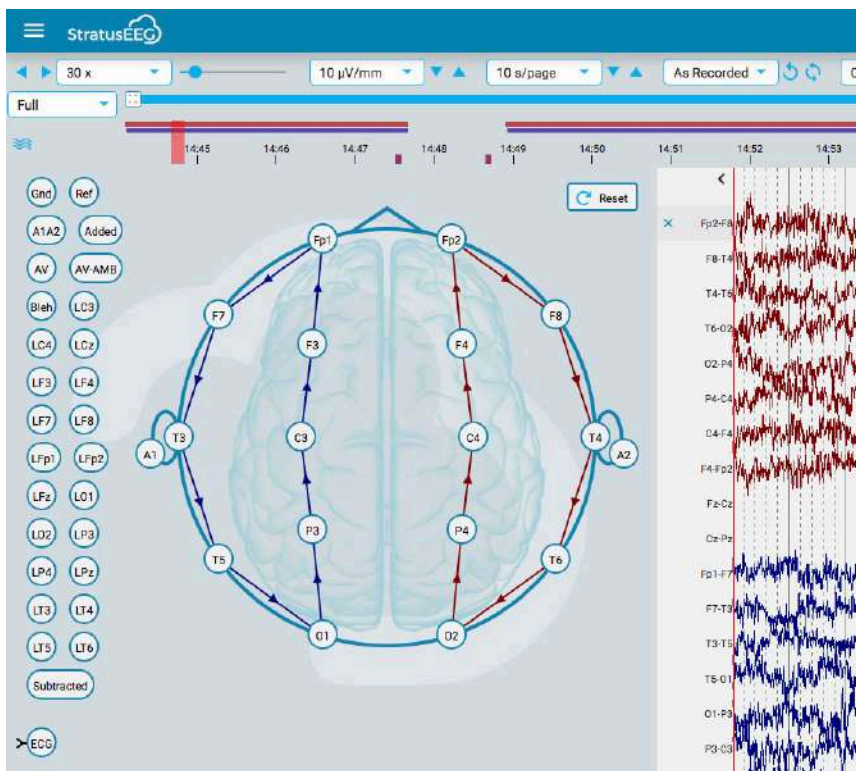 StratusEEG
30 x
10 µV/mm
10 s/page
As Recorded
Full
14:45 14:46 14:47 14:48 14:49 14:50 14:51 14:52 14:53
Reset
Gnd Ref
A1A2 Added
AV AV-AMB
Bleh LC3
LC4 LCz
LF3 LF4
LF7 LF8
LFp1 LFp2
LFz LO1
LO2 LP3
LP4 LPz
LT3 LT4
LT5 LT6
Subtracted
ECG
Fp1 Fp2
F7 F8
F3 F4
A1 T3 C3 C4 T4 A2
P3 P4
T5 T6
O1 O2
Fp2-F8
F8-T4
T4-T6
T6-O2
O2-P4
P4-C4
C4-F4
F4-Fp2
Fz-Cz
Cz-Pz
Fp1-F7
F7-T3
T3-T5
T5-O1
O1-P3
P3-C3